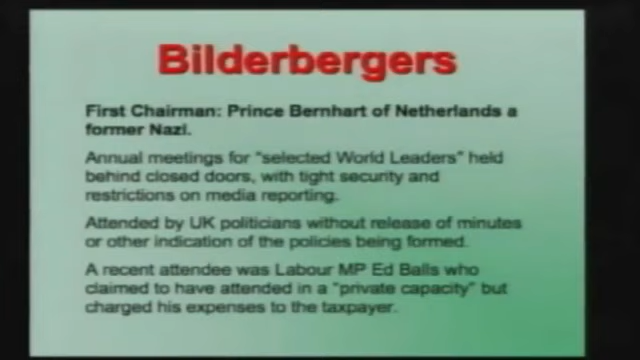 Bilderbergers
First Chairman: Prince Bernhart of Netherlands a
former Nazi.
Annual meetings for "selected World Leaders" held
behind closed doors, with tight security and
restrictions on media reporting.
Attended by UK politicians without release of minutes
or other indication of the policies being formed.
A recent attendee was Labour MP Ed Balls who
claimed to have attended in a "private capacity" but
charged his expenses to the taxpayer.